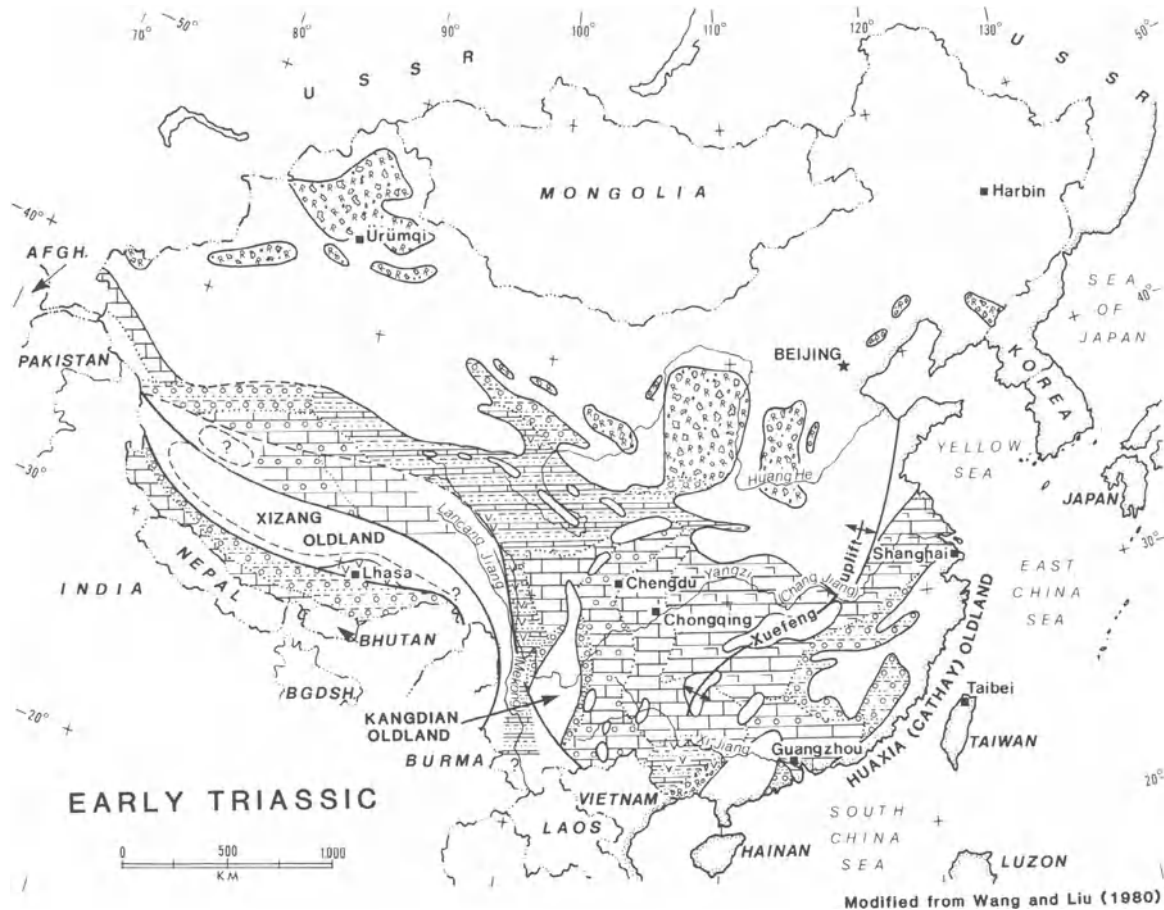 70°
-50°
80°
90°
100°
110°
120°
130°
50°
U S S R
U S S R
MONGOLIA
Harbin
Ürümqi
-40°
AFGH.
PAKISTAN
SEA
OF
JAPAN
40°
BEIJING
KOREA
YELLOW
SEA
JAPAN
Huang He
-30°
?
XIZANG
OLDLAND
Lancang Jiang
NEPAL
Lhasa
?
INDIA
BHUTAN
BGDSH.
Chengdu
Yangzi
(Chang Jiang)
Chongqing
Xuefeng
uplift
Shanghai
30°
EAST
CHINA
SEA
HUAXIA (CATHAY) OLDLAND
Taibei
TAIWAN
-20°
Mekong
KANGDIAN
OLDLAND
BURMA
?
Xi Jiang
Guangzhou
20°
EARLY TRIASSIC
VIETNAM
LAOS
HAINAN
SOUTH
CHINA
SEA
LUZON
0 500 1,000
KM
Modified from Wang and Liu (1980)